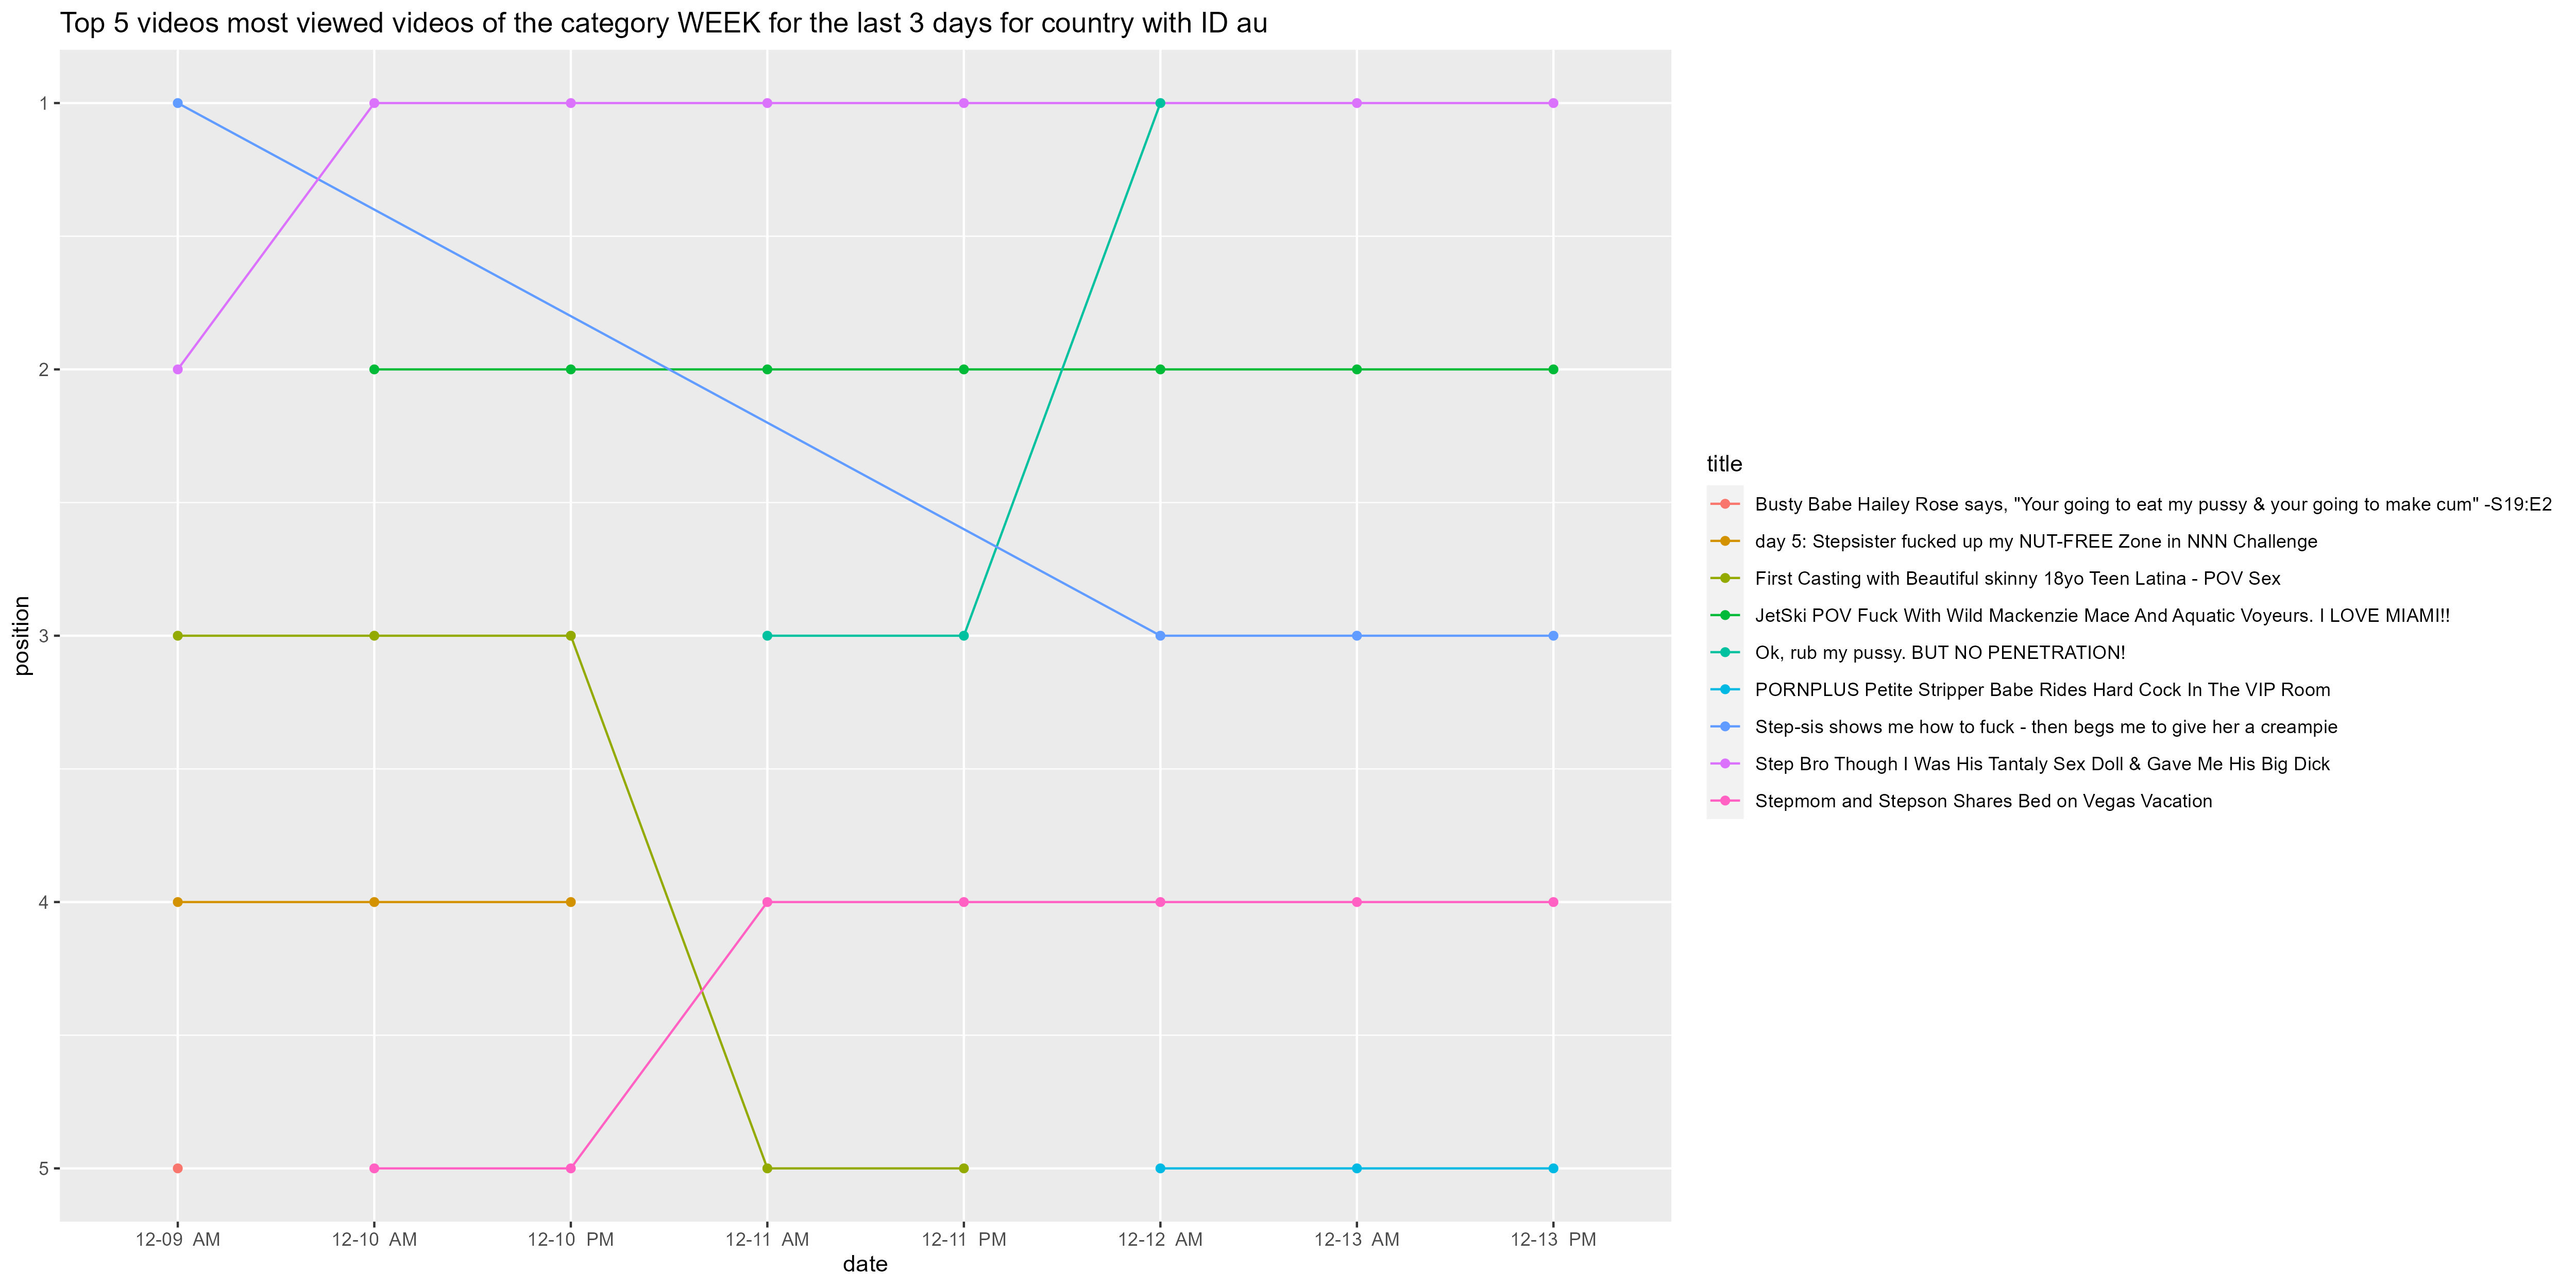 Top 5 videos most viewed videos of the category WEEK for the last 3 days for country with ID au
1
2
3
4
5
position
12-09 AM
12-10 AM
12-10 PM
12-11 AM
12-11 PM
12-12 AM
12-13 AM
12-13 PM
date
title
Busty Babe Hailey Rose says, "Your going to eat my pussy & your going to make cum" -S19:E2
day 5: Stepsister fucked up my NUT-FREE Zone in NNN Challenge
First Casting with Beautiful skinny 18yo Teen Latina - POV Sex
JetSki POV Fuck With Wild Mackenzie Mace And Aquatic Voyeurs. I LOVE MIAMI!!
Ok, rub my pussy. BUT NO PENETRATION!
PORNPLUS Petite Stripper Babe Rides Hard Cock In The VIP Room
Step-sis shows me how to fuck - then begs me to give her a creampie
Step Bro Though I Was His Tantaly Sex Doll & Gave Me His Big Dick
Stepmom and Stepson Shares Bed on Vegas Vacation